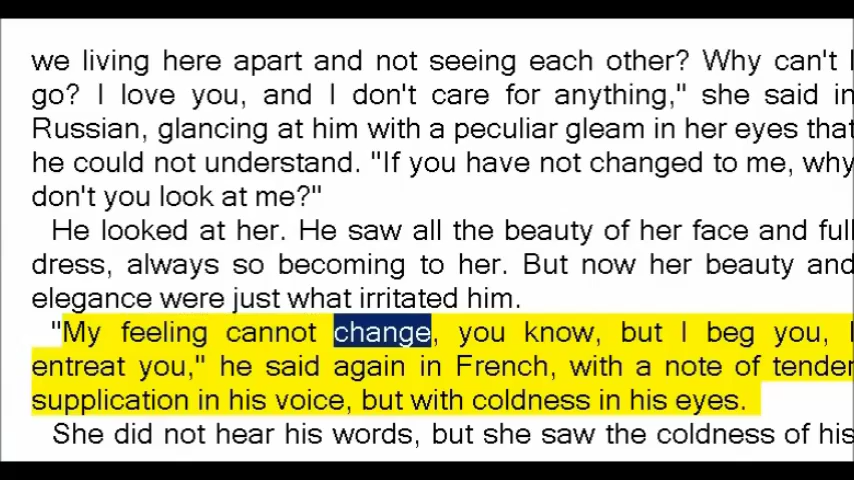 we living here apart and not seeing each other? Why can't I
go? I love you, and I don't care for anything," she said in
Russian, glancing at him with a peculiar gleam in her eyes that
he could not understand. "If you have not changed to me, why
don't you look at me?"
He looked at her. He saw all the beauty of her face and full
dress, always so becoming to her. But now her beauty and
elegance were just what irritated him.
"My feeling cannot change, you know, but I beg you, I
entreat you," he said again in French, with a note of tender
supplication in his voice, but with coldness in his eyes.
She did not hear his words, but she saw the coldness of his